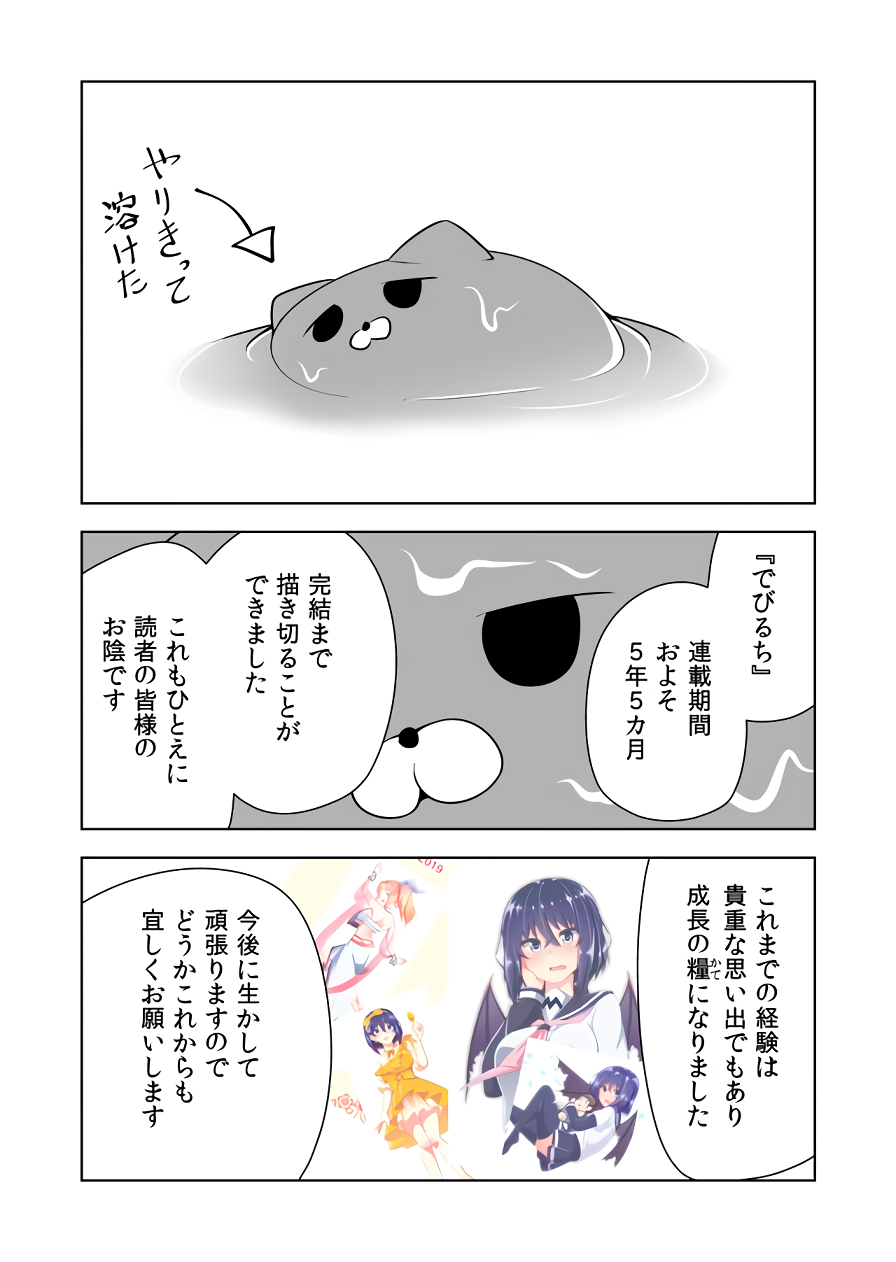 やりきって
溶けた
『でびるち』
連載期間
およそ
5年5カ月
完結まで
描き切ることが
できました
これもひとえに
読者の皆様の
お陰です
これまでの経験は
貴重な思い出でもあり
成長の糧になりました
かて
2019
今後に生かして
頑張りますので
どうかこれからも
宜しくお願いします